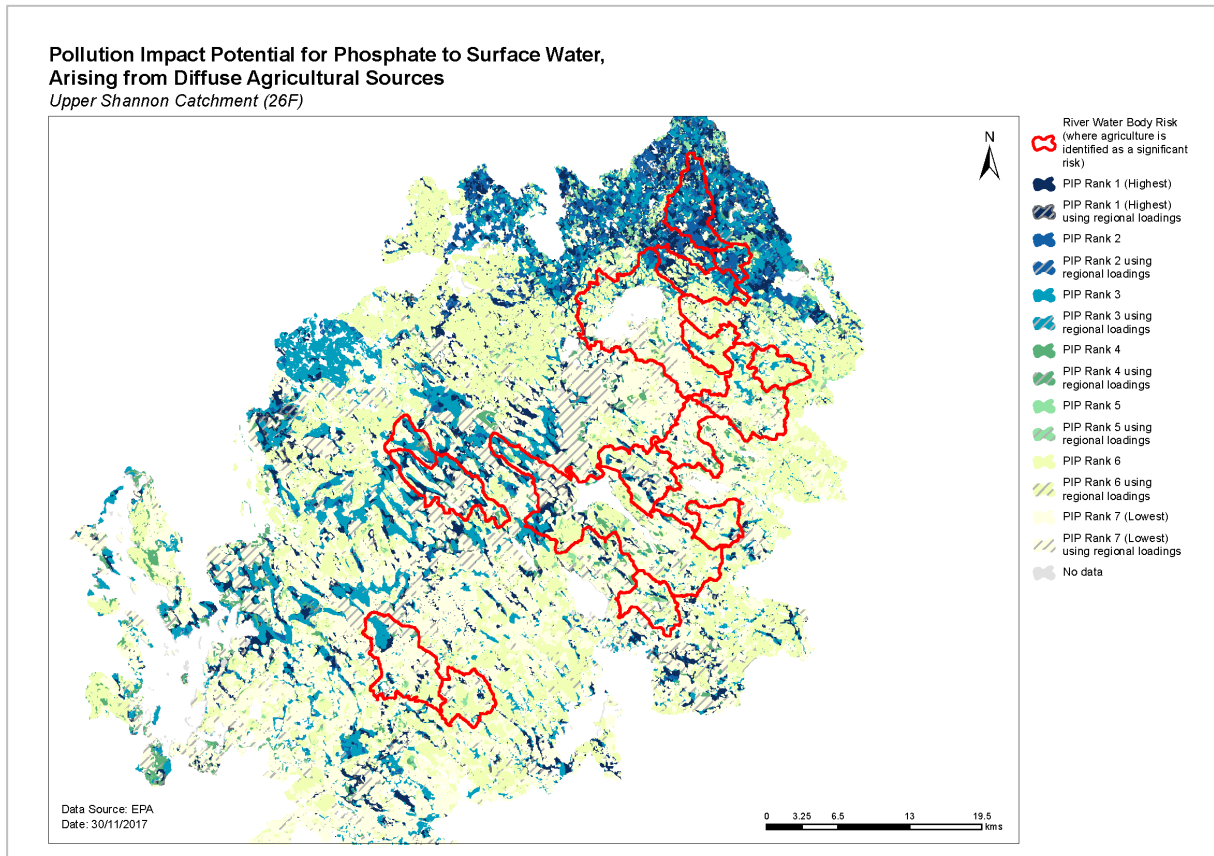 Pollution Impact Potential for Phosphate to Surface Water,
Arising from Diffuse Agricultural Sources
Upper Shannon Catchment (26F)
N
River Water Body Risk
(where agriculture is
identified as a significant
risk)
PIP Rank 1 (Highest)
PIP Rank 1 (Highest)
using regional loadings
PIP Rank 2
PIP Rank 2 using
regional loadings
PIP Rank 3
PIP Rank 3 using
regional loadings
PIP Rank 4
PIP Rank 4 using
regional loadings
PIP Rank 5
PIP Rank 5 using
regional loadings
PIP Rank 6
PIP Rank 6 using
regional loadings
PIP Rank 7 (Lowest)
PIP Rank 7 (Lowest)
using regional loadings
No data
Data Source: EPA
Date: 30/11/2017
0 3.25 6.5 13 19.5
kms